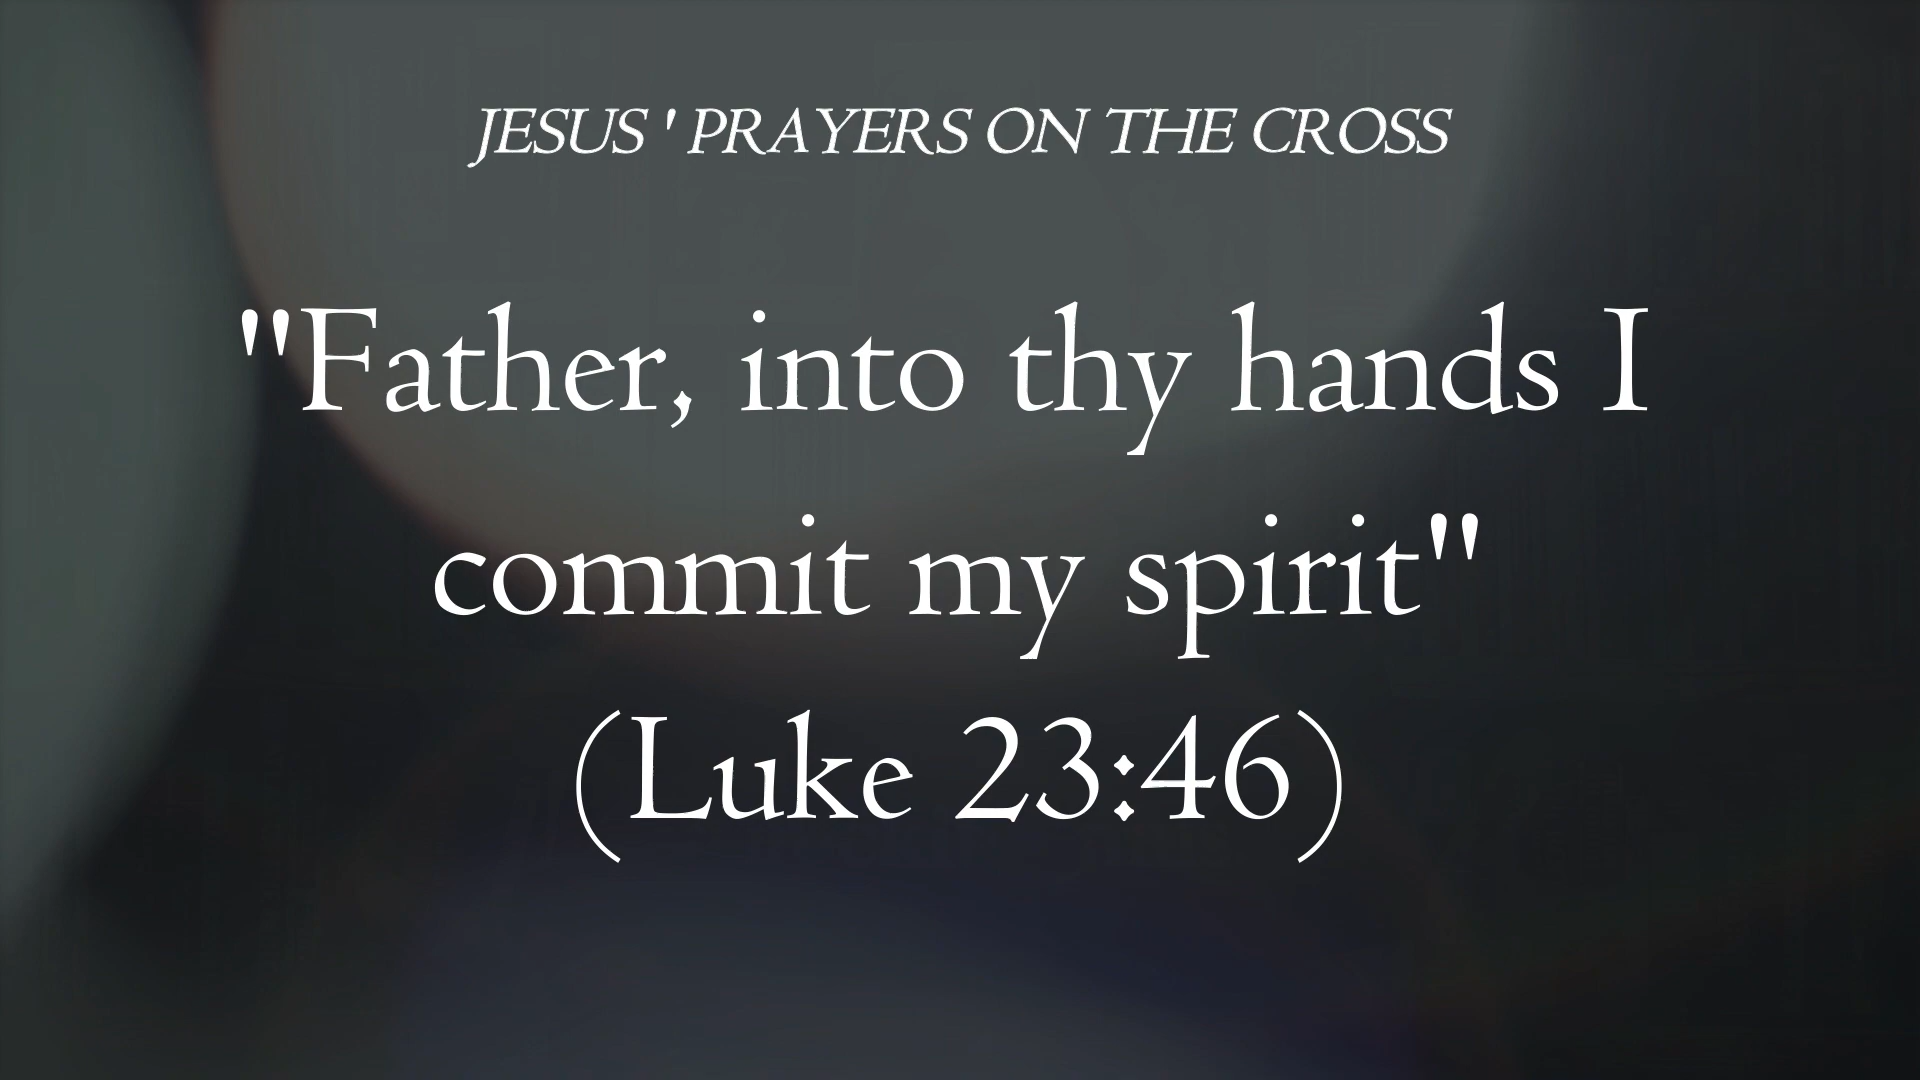 JESUS ' PRAYERS ON THE CROSS
"Father, into thy hands I
commit my spirit"
(Luke 23:46)